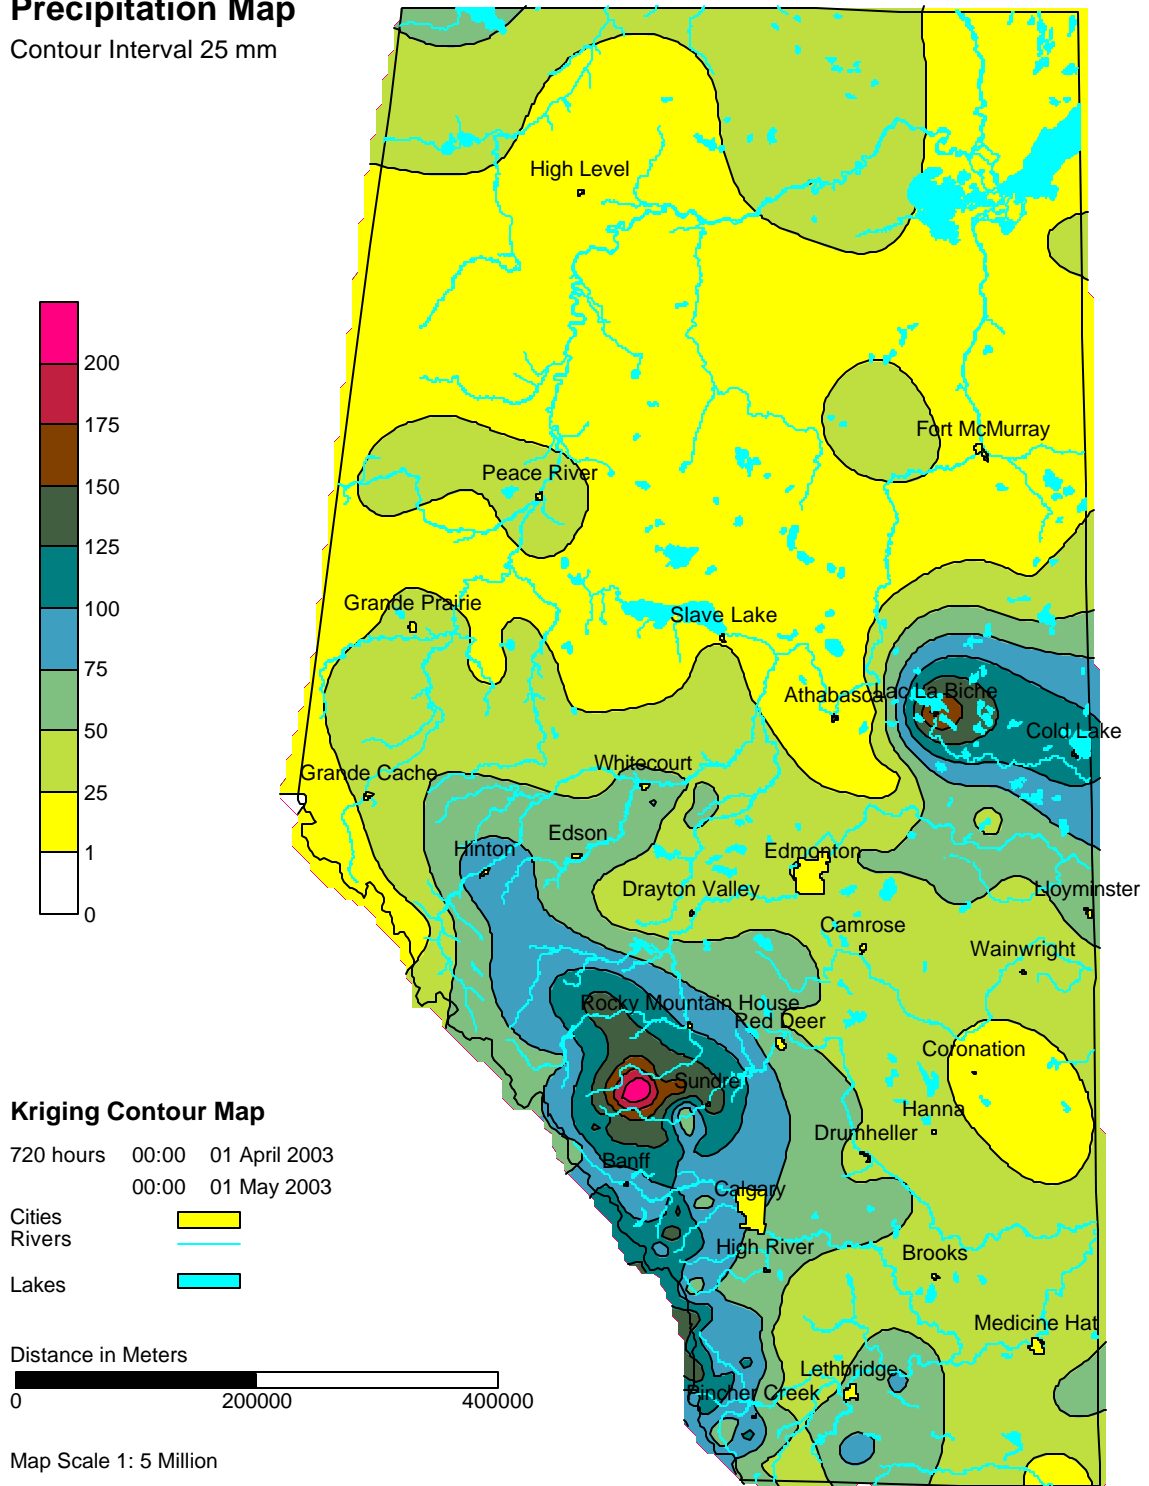 Precipitation Map
Contour Interval 25 mm
High Level
200
175
150
125
100
75
50
25
1
0
Fort McMurray
Peace River
Grande Prairie
Slave Lake
Athabasca
Lac La Biche
Cold Lake
Grande Cache
Whitecourt
Edson
Hinton
Edmonton
Drayton Valley
Lloyminster
Camrose
Wainwright
Rocky Mountain House
Red Deer
Coronation
Sundre
Hanna
Drumheller
Banff
Calgary
High River
Brooks
Medicine Hat
Lethbridge
Pincher Creek
Kriging Contour Map
720 hours 00:00 01 April 2003
00:00 01 May 2003
Cities
Rivers
Lakes
Distance in Meters
0 200000 400000
Map Scale 1: 5 Million